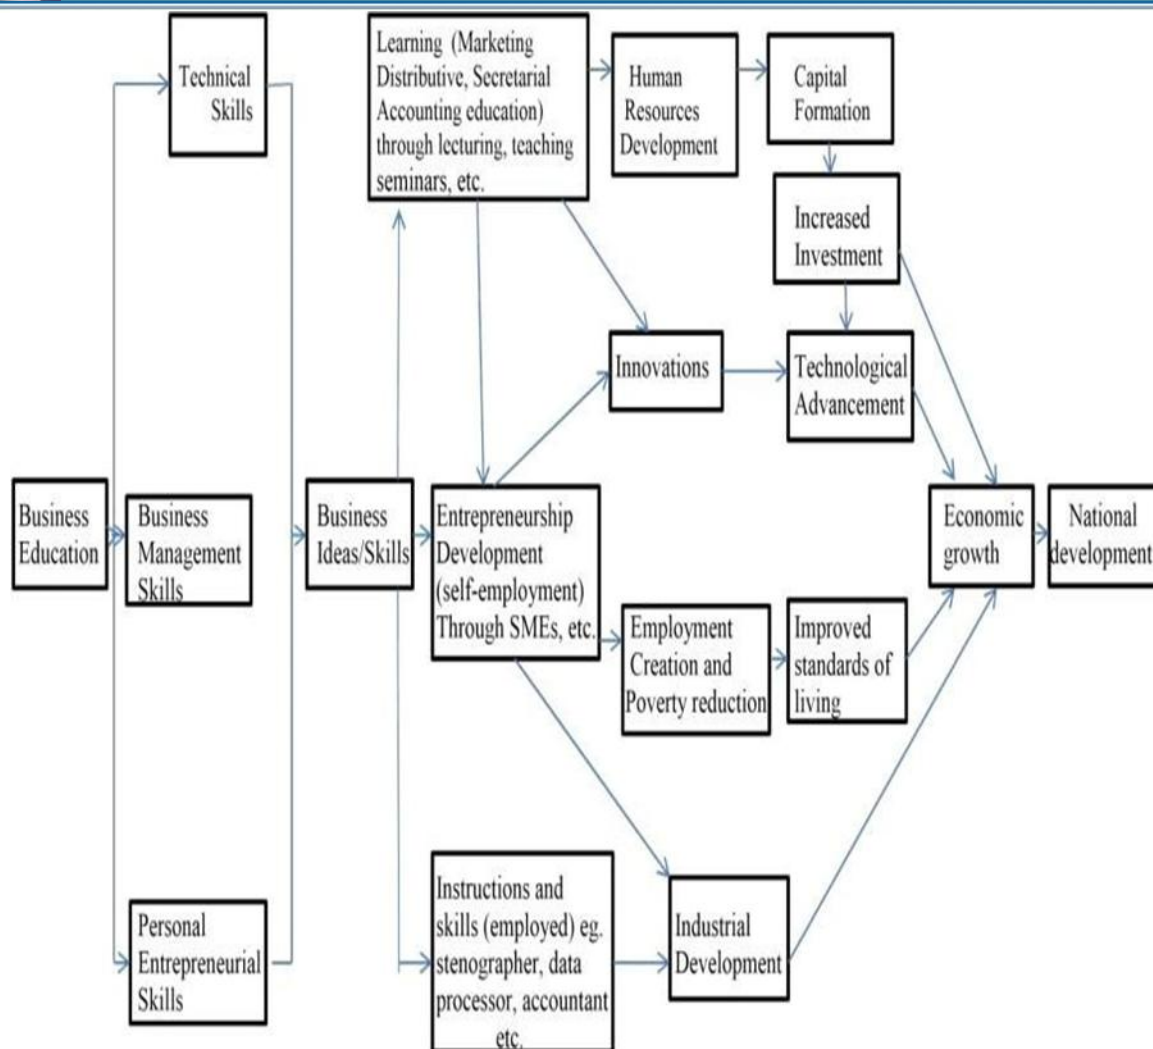 Technical
Skills
Learning (Marketing
Distributive, Secretarial
Accounting education)
through lecturing, teaching
seminars, etc.
Human
Resources
Development
Capital
Formation
Increased
Investment
Innovations
Technological
Advancement
Business
Education
Business
Management
Skills
Business
Ideas/Skills
Entrepreneurship
Development
(self-employment)
Through SMEs, etc.
Economic
growth
National
development
Employment
Creation and
Poverty reduction
Improved
standards of
living
Personal
Entrepreneurial
Skills
Instructions and
skills (employed) eg.
stenographer, data
processor, accountant
etc.
Industrial
Development